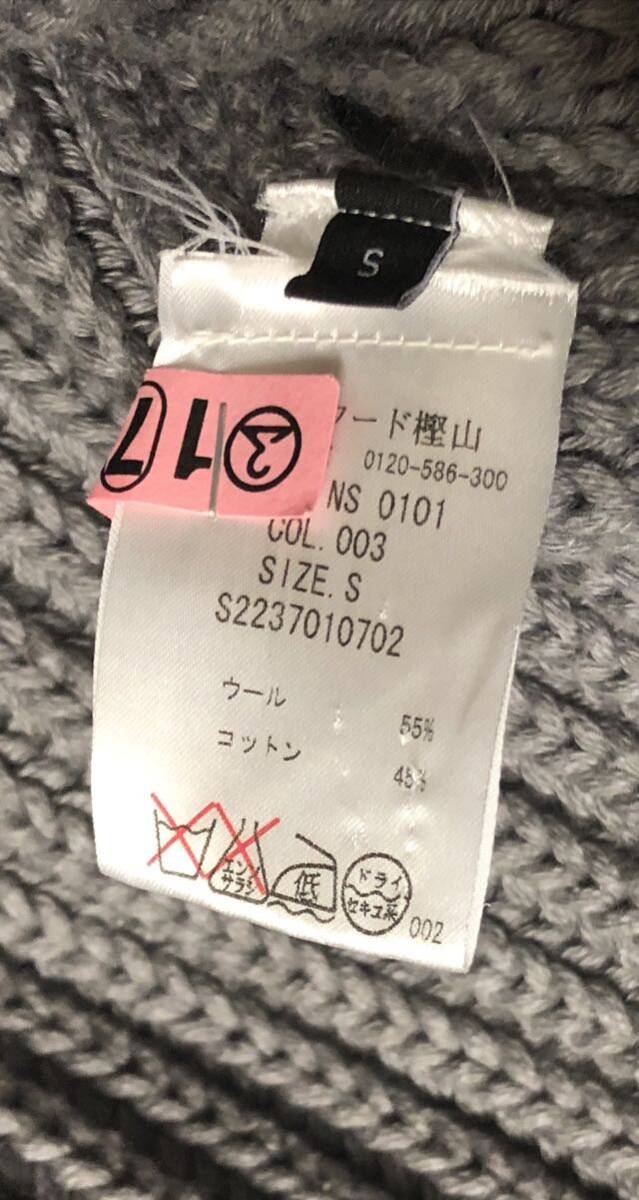 S
ワード樫山
0120-586-300
NS 0101
COL. 003
SIZE. S
S2237010702
ウール 55%
コットン 45%
エンソ
サラシ
低
ドライ
セキユ系
002
③ 17